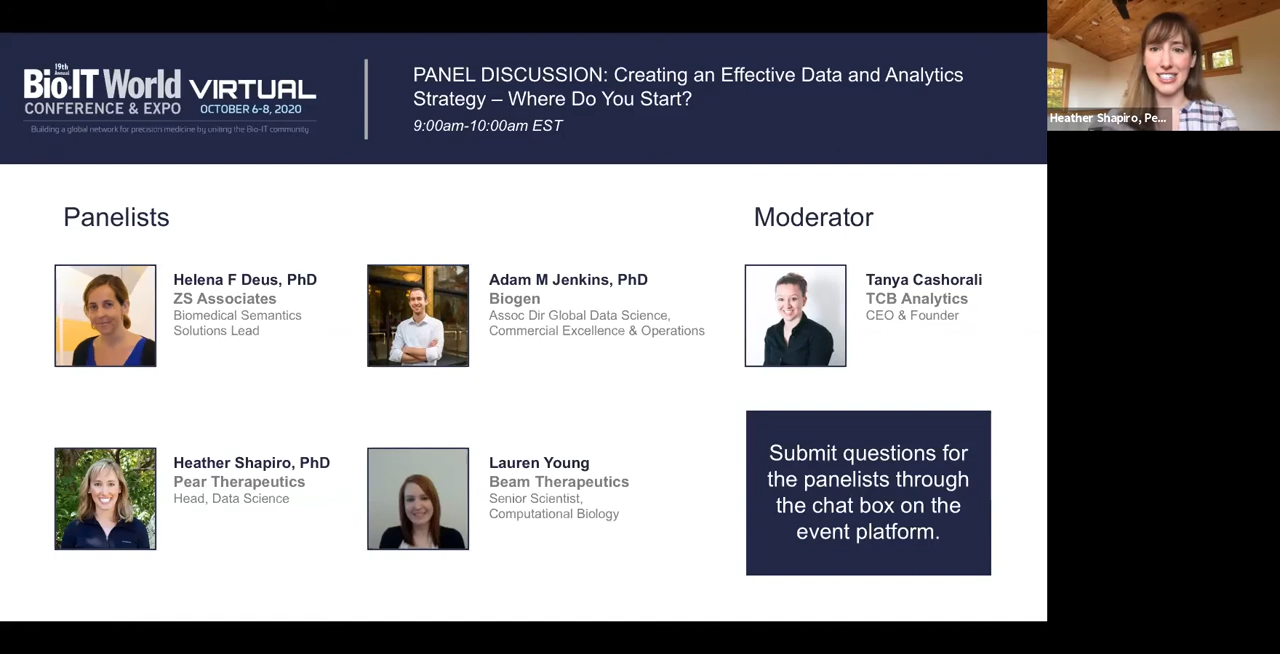 19th
Annual
Bio-IT World
CONFERENCE & EXPO
VIRTUAL
OCTOBER 6-8, 2020
Building a global network for precision medicine by uniting the Bio-IT community
PANEL DISCUSSION: Creating an Effective Data and Analytics
Strategy – Where Do You Start?
9:00am-10:00am EST
Heather Shapiro, Pe...
Panelists
Helena F Deus, PhD
ZS Associates
Biomedical Semantics
Solutions Lead
Adam M Jenkins, PhD
Biogen
Assoc Dir Global Data Science,
Commercial Excellence & Operations
Heather Shapiro, PhD
Pear Therapeutics
Head, Data Science
Lauren Young
Beam Therapeutics
Senior Scientist,
Computational Biology
Moderator
Tanya Cashorali
TCB Analytics
CEO & Founder
Submit questions for
the panelists through
the chat box on the
event platform.